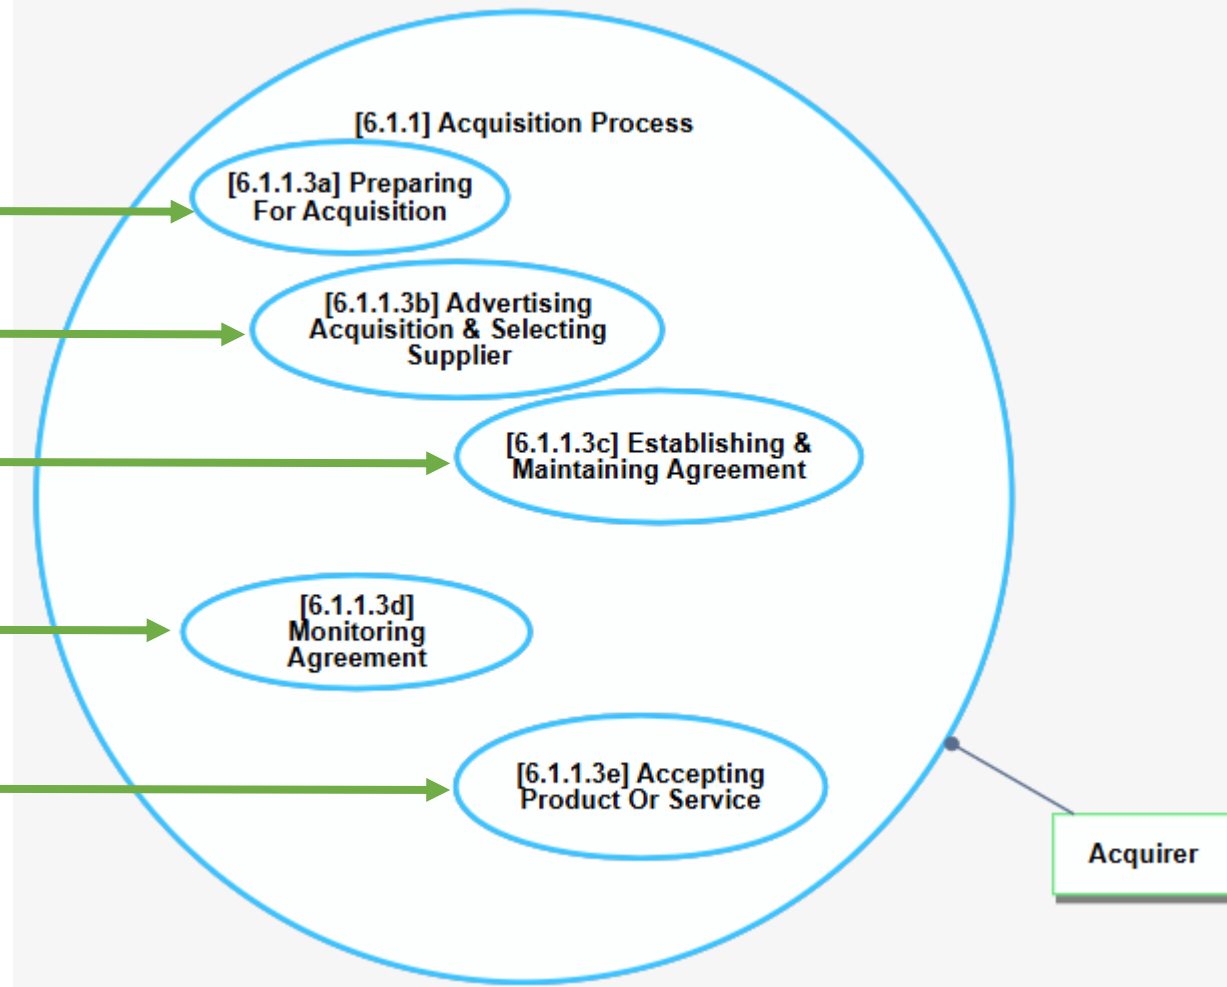 [6.1.1] Acquisition Process
[6.1.1.3a] Preparing
For Acquisition
[6.1.1.3b] Advertising
Acquisition & Selecting
Supplier
[6.1.1.3c] Establishing &
Maintaining Agreement
[6.1.1.3d]
Monitoring
Agreement
[6.1.1.3e] Accepting
Product Or Service
Acquirer